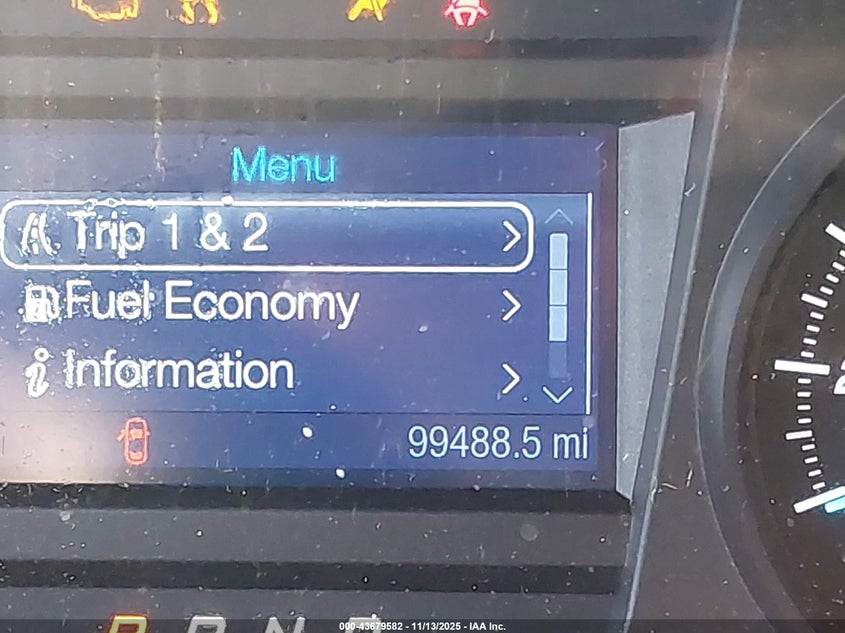 Menu
Trip 1 & 2
Fuel Economy
Information
99488.5 mi
000-43679582 - 11/13/2025 - IAA Inc.